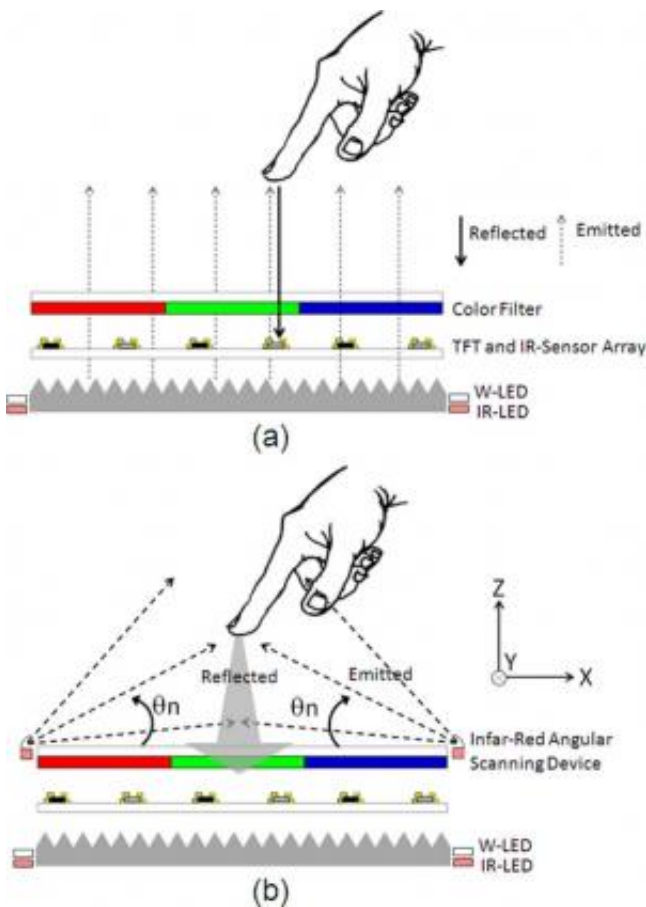 Reflected
Emitted
Color Filter
TFT and IR-Sensor Array
W-LED
IR-LED
(a)
Z
Y
X
Reflected
Emitted
θn
θn
Infar-Red Angular
Scanning Device
W-LED
IR-LED
(b)